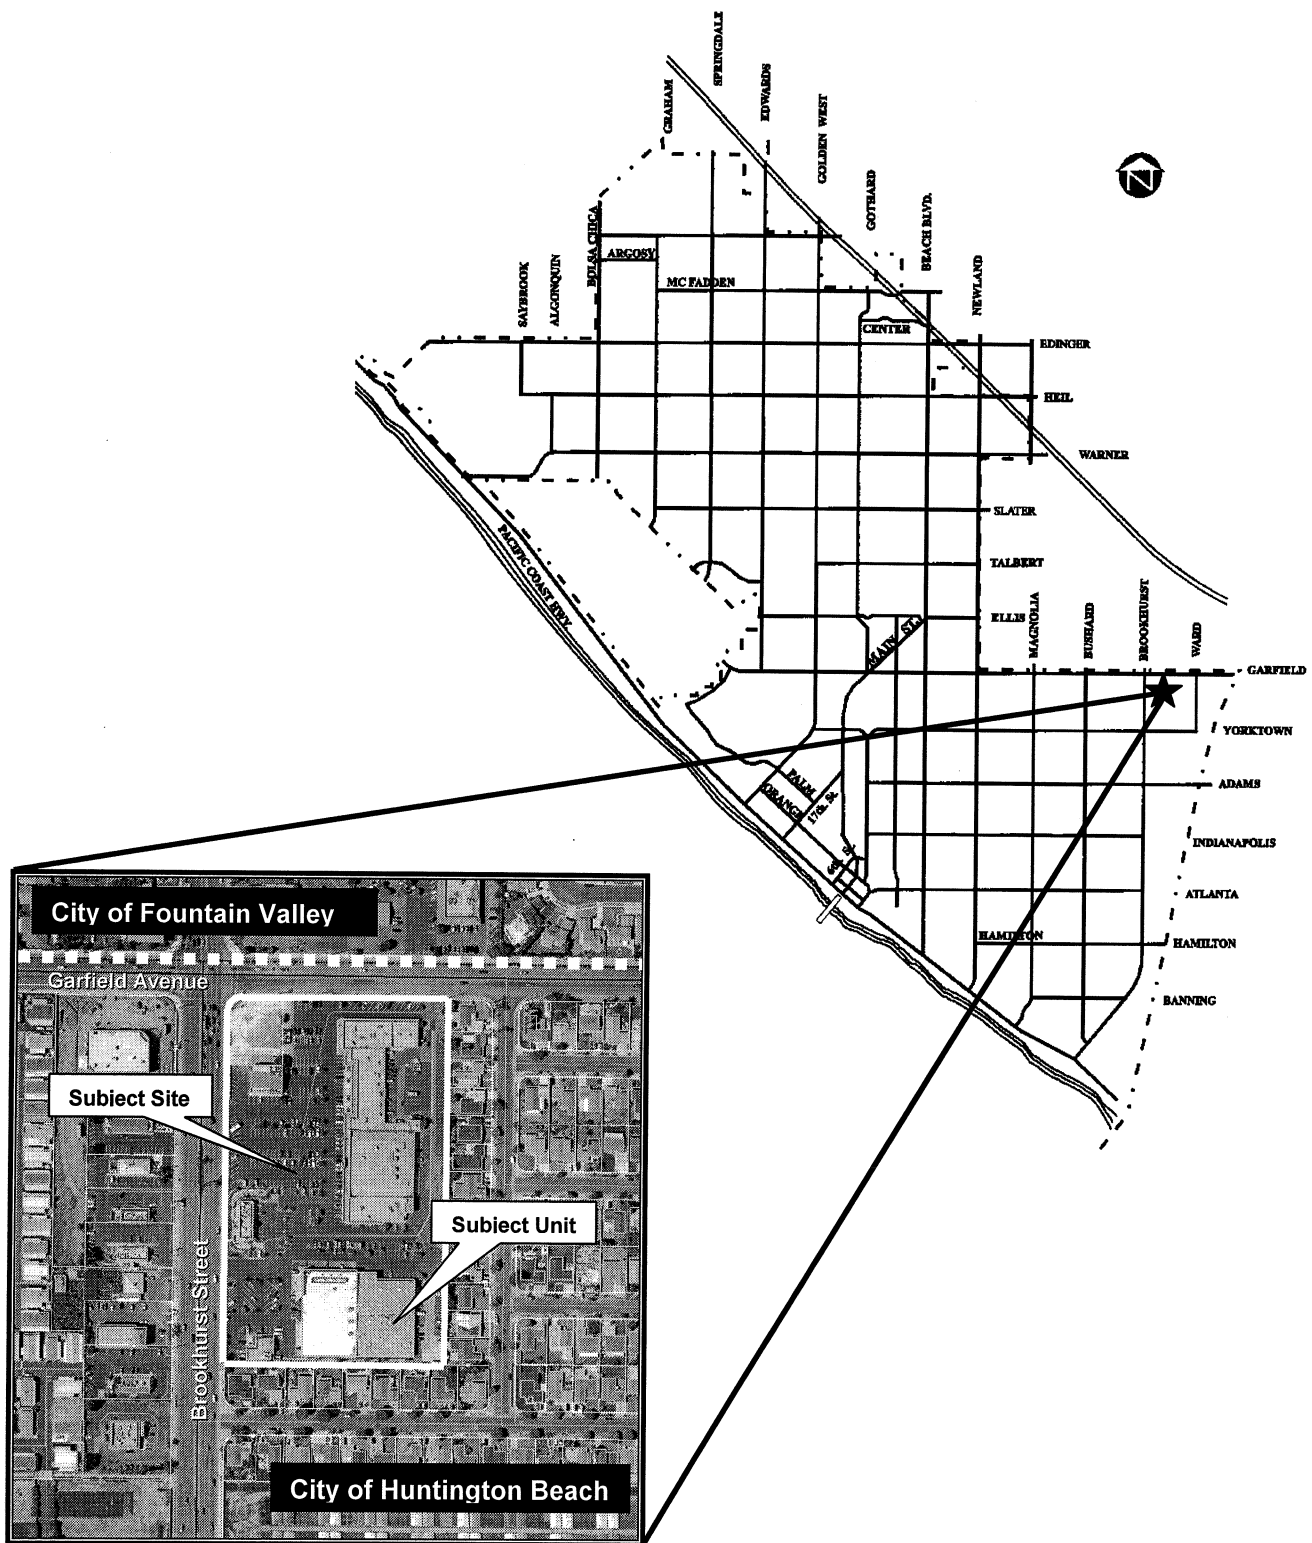 SPRINGDALE
GRAHAM
EDWARDS
GOLDEN WEST
GOTHARD
BEACH BLVD.
NEWLAND
BOLSA CHICA
ALGONQUIN
SAYBROOK
N
ARGOSY
MC FADDEN
CENTER
EDINGER
HEIL
WARNER
SLATER
TALBERT
ELLIS
PACIFIC COAST HWY.
MAIN ST.
MAGNOLIA
BUSHARD
BROOKHURST
WARD
GARFIELD
YORKTOWN
ADAMS
INDIANAPOLIS
ATLANTA
HAMILTON
HAMILTON
BANNING
PALM
ORANGE
17th. St.
6th. St.
City of Fountain Valley
Garfield Avenue
Subject Site
Subject Unit
Brookhurst Street
City of Huntington Beach